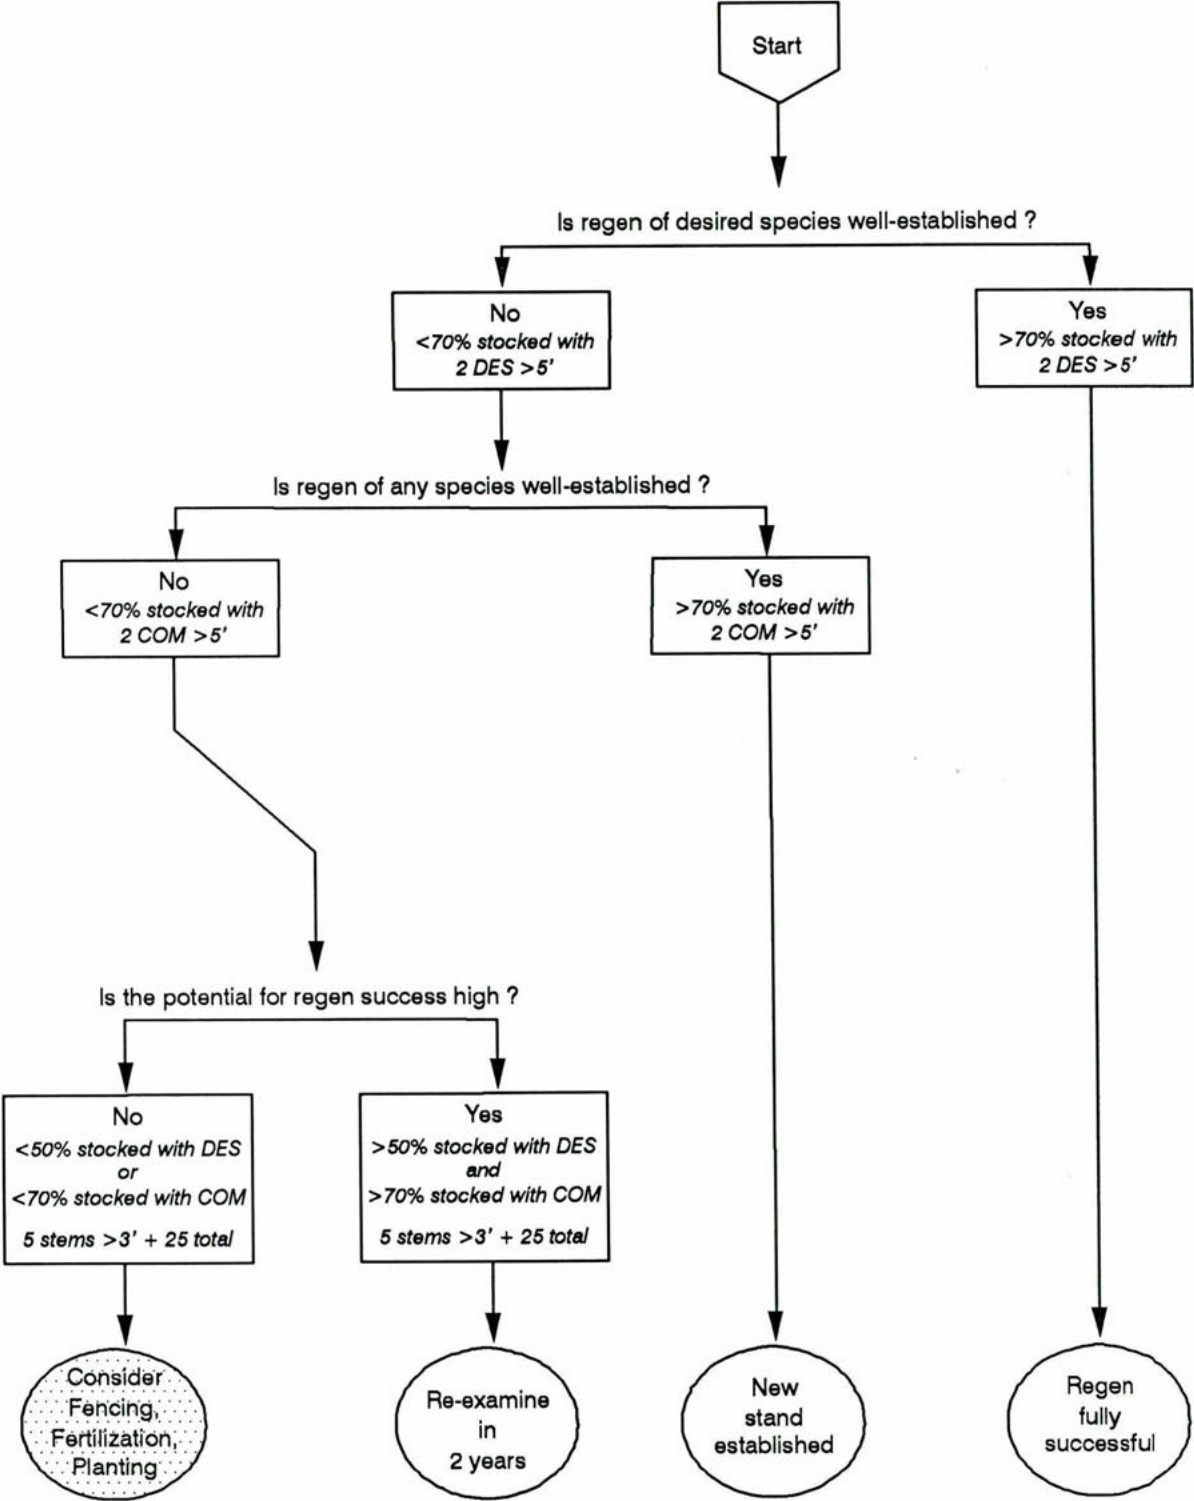 Start
Is regen of desired species well-established ?
No
<70% stocked with
2 DES >5'
Yes
>70% stocked with
2 DES >5'
Is regen of any species well-established ?
No
<70% stocked with
2 COM >5'
Yes
>70% stocked with
2 COM >5'
Is the potential for regen success high ?
No
<50% stocked with DES
or
<70% stocked with COM
5 stems >3' + 25 total
Yes
>50% stocked with DES
and
>70% stocked with COM
5 stems >3' + 25 total
Consider
Fencing,
Fertilization,
Planting
Re-examine
in
2 years
New
stand
established
Regen
fully
successful